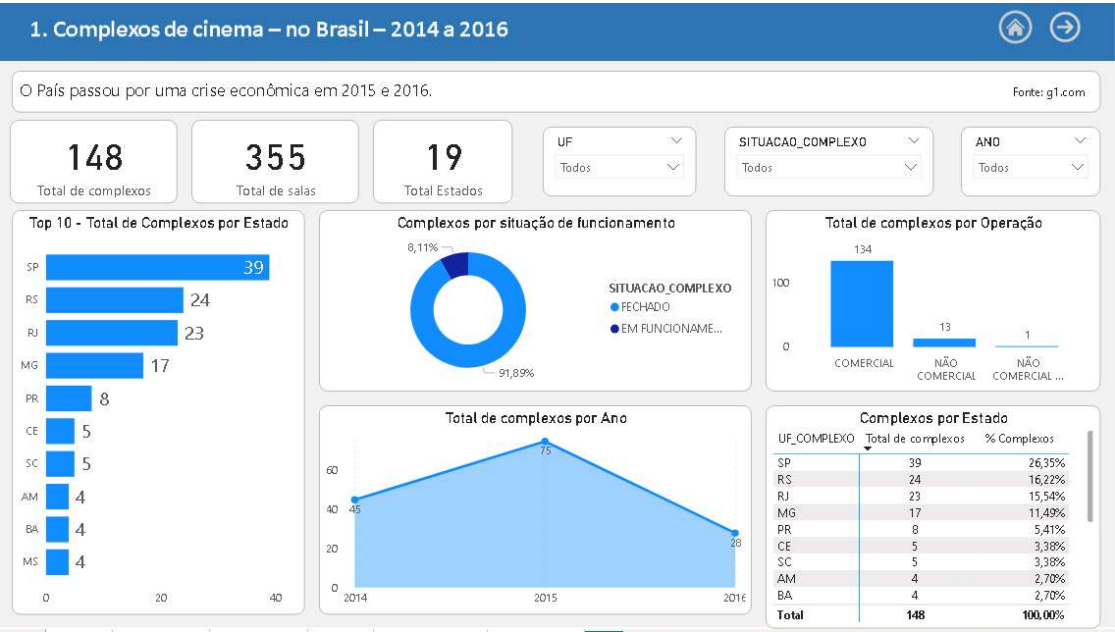 1. Complexos de cinema – no Brasil – 2014 a 2016
O País passou por uma crise econômica em 2015 e 2016.
Fonte: g1.com
148
Total de complexos
355
Total de salas
19
Total Estados
UF
Todos
SITUACAO_COMPLEXO
Todos
ANO
Todos
Top 10 - Total de Complexos por Estado
SP 39
RS 24
RJ 23
MG 17
PR 8
CE 5
SC 5
AM 4
BA 4
MS 4
0 20 40
Complexos por situação de funcionamento
8,11%
91,89%
SITUACAO_COMPLEXO
FECHADO
EM FUNCIONAME...
Total de complexos por Operação
100
0
134
13
1
COMERCIAL
NÃO COMERCIAL
NÃO COMERCIAL ...
Total de complexos por Ano
60
40
20
0
45
75
28
2014 2015 2016
Complexos por Estado
UF_COMPLEXO Total de complexos % Complexos
SP 39 26,35%
RS 24 16,22%
RJ 23 15,54%
MG 17 11,49%
PR 8 5,41%
CE 5 3,38%
SC 5 3,38%
AM 4 2,70%
BA 4 2,70%
Total 148 100,00%